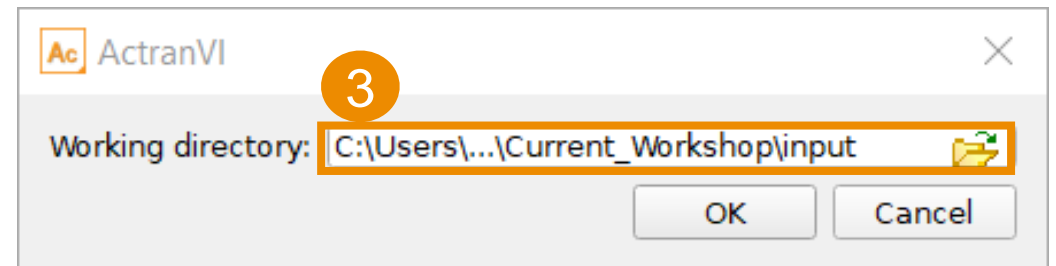 Ac ActranVI
3
Working directory: C:\Users\...\Current_Workshop\input
OK Cancel